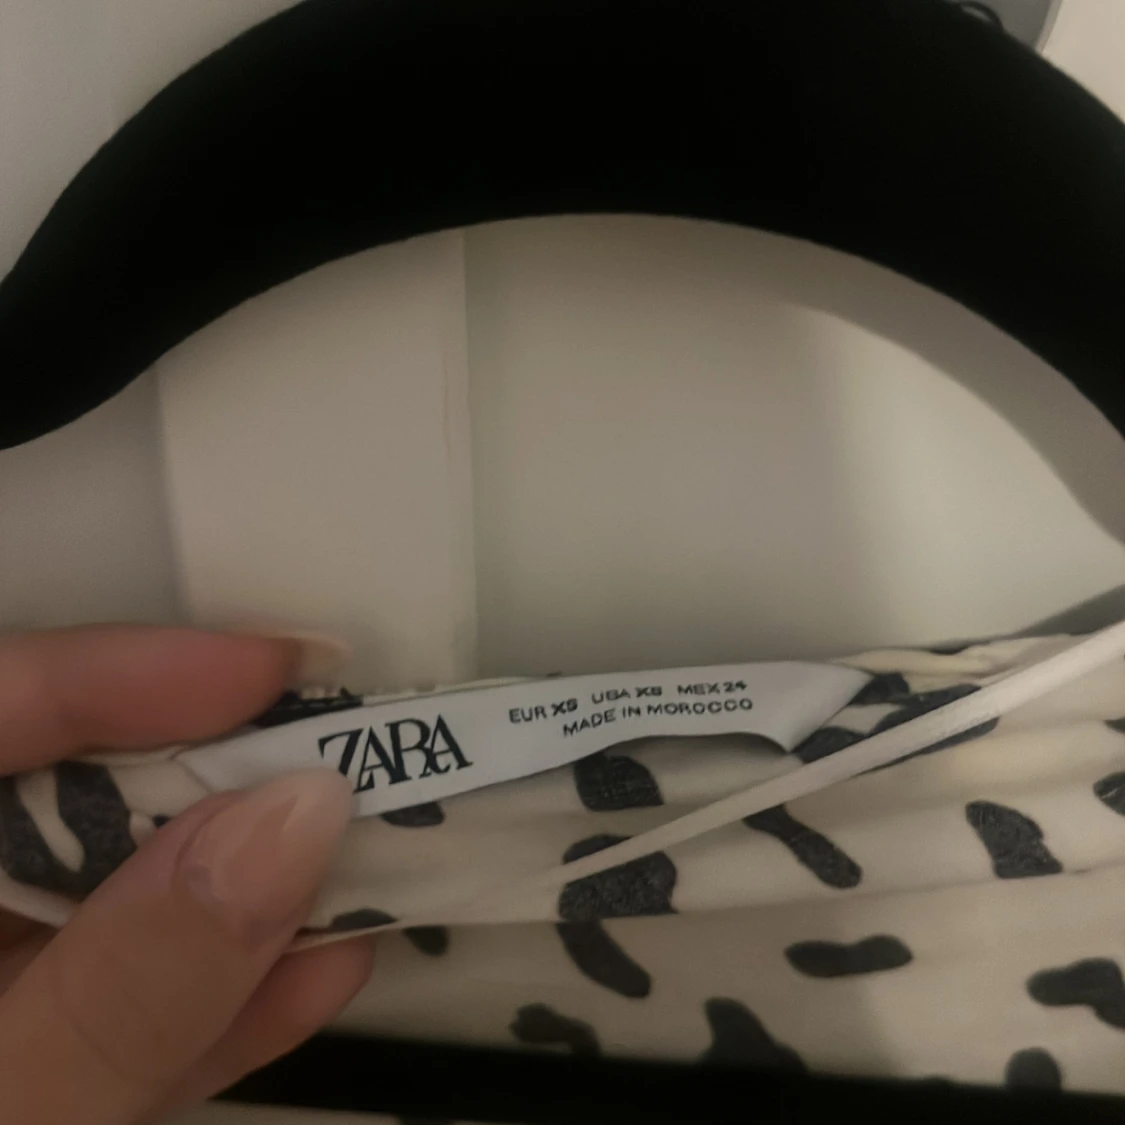 ZARA
EUR XS USA XS MEX 24
MADE IN MOROCCO